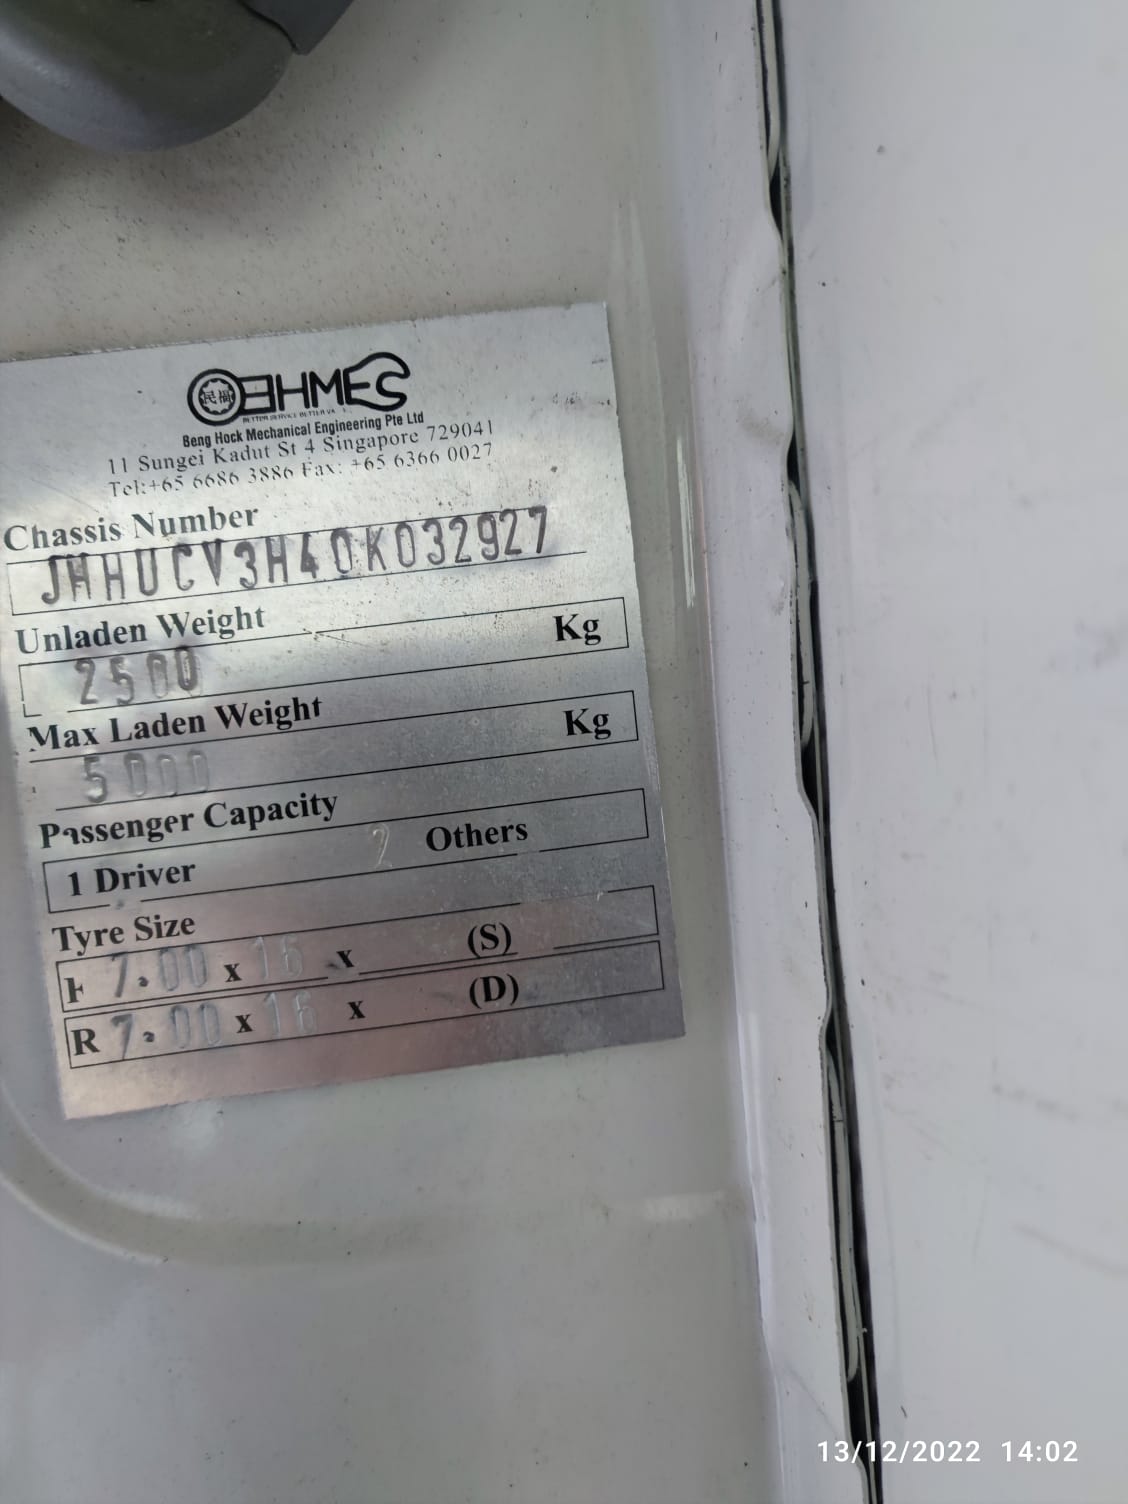 民福 BHMES
Beng Hock Mechanical Engineering Pte Ltd
11 Sungei Kadut St 4 Singapore 729041
Tel:+65 6686 3886 Fax: +65 6366 0027
Chassis Number
JHHUCV3H40K032927
Unladen Weight
2500 Kg
Max Laden Weight
5000 Kg
Passenger Capacity
1 Driver 2 Others
Tyre Size
F 7.00 x 16 x (S)
R 7.00 x 16 x (D)
13/12/2022 14:02